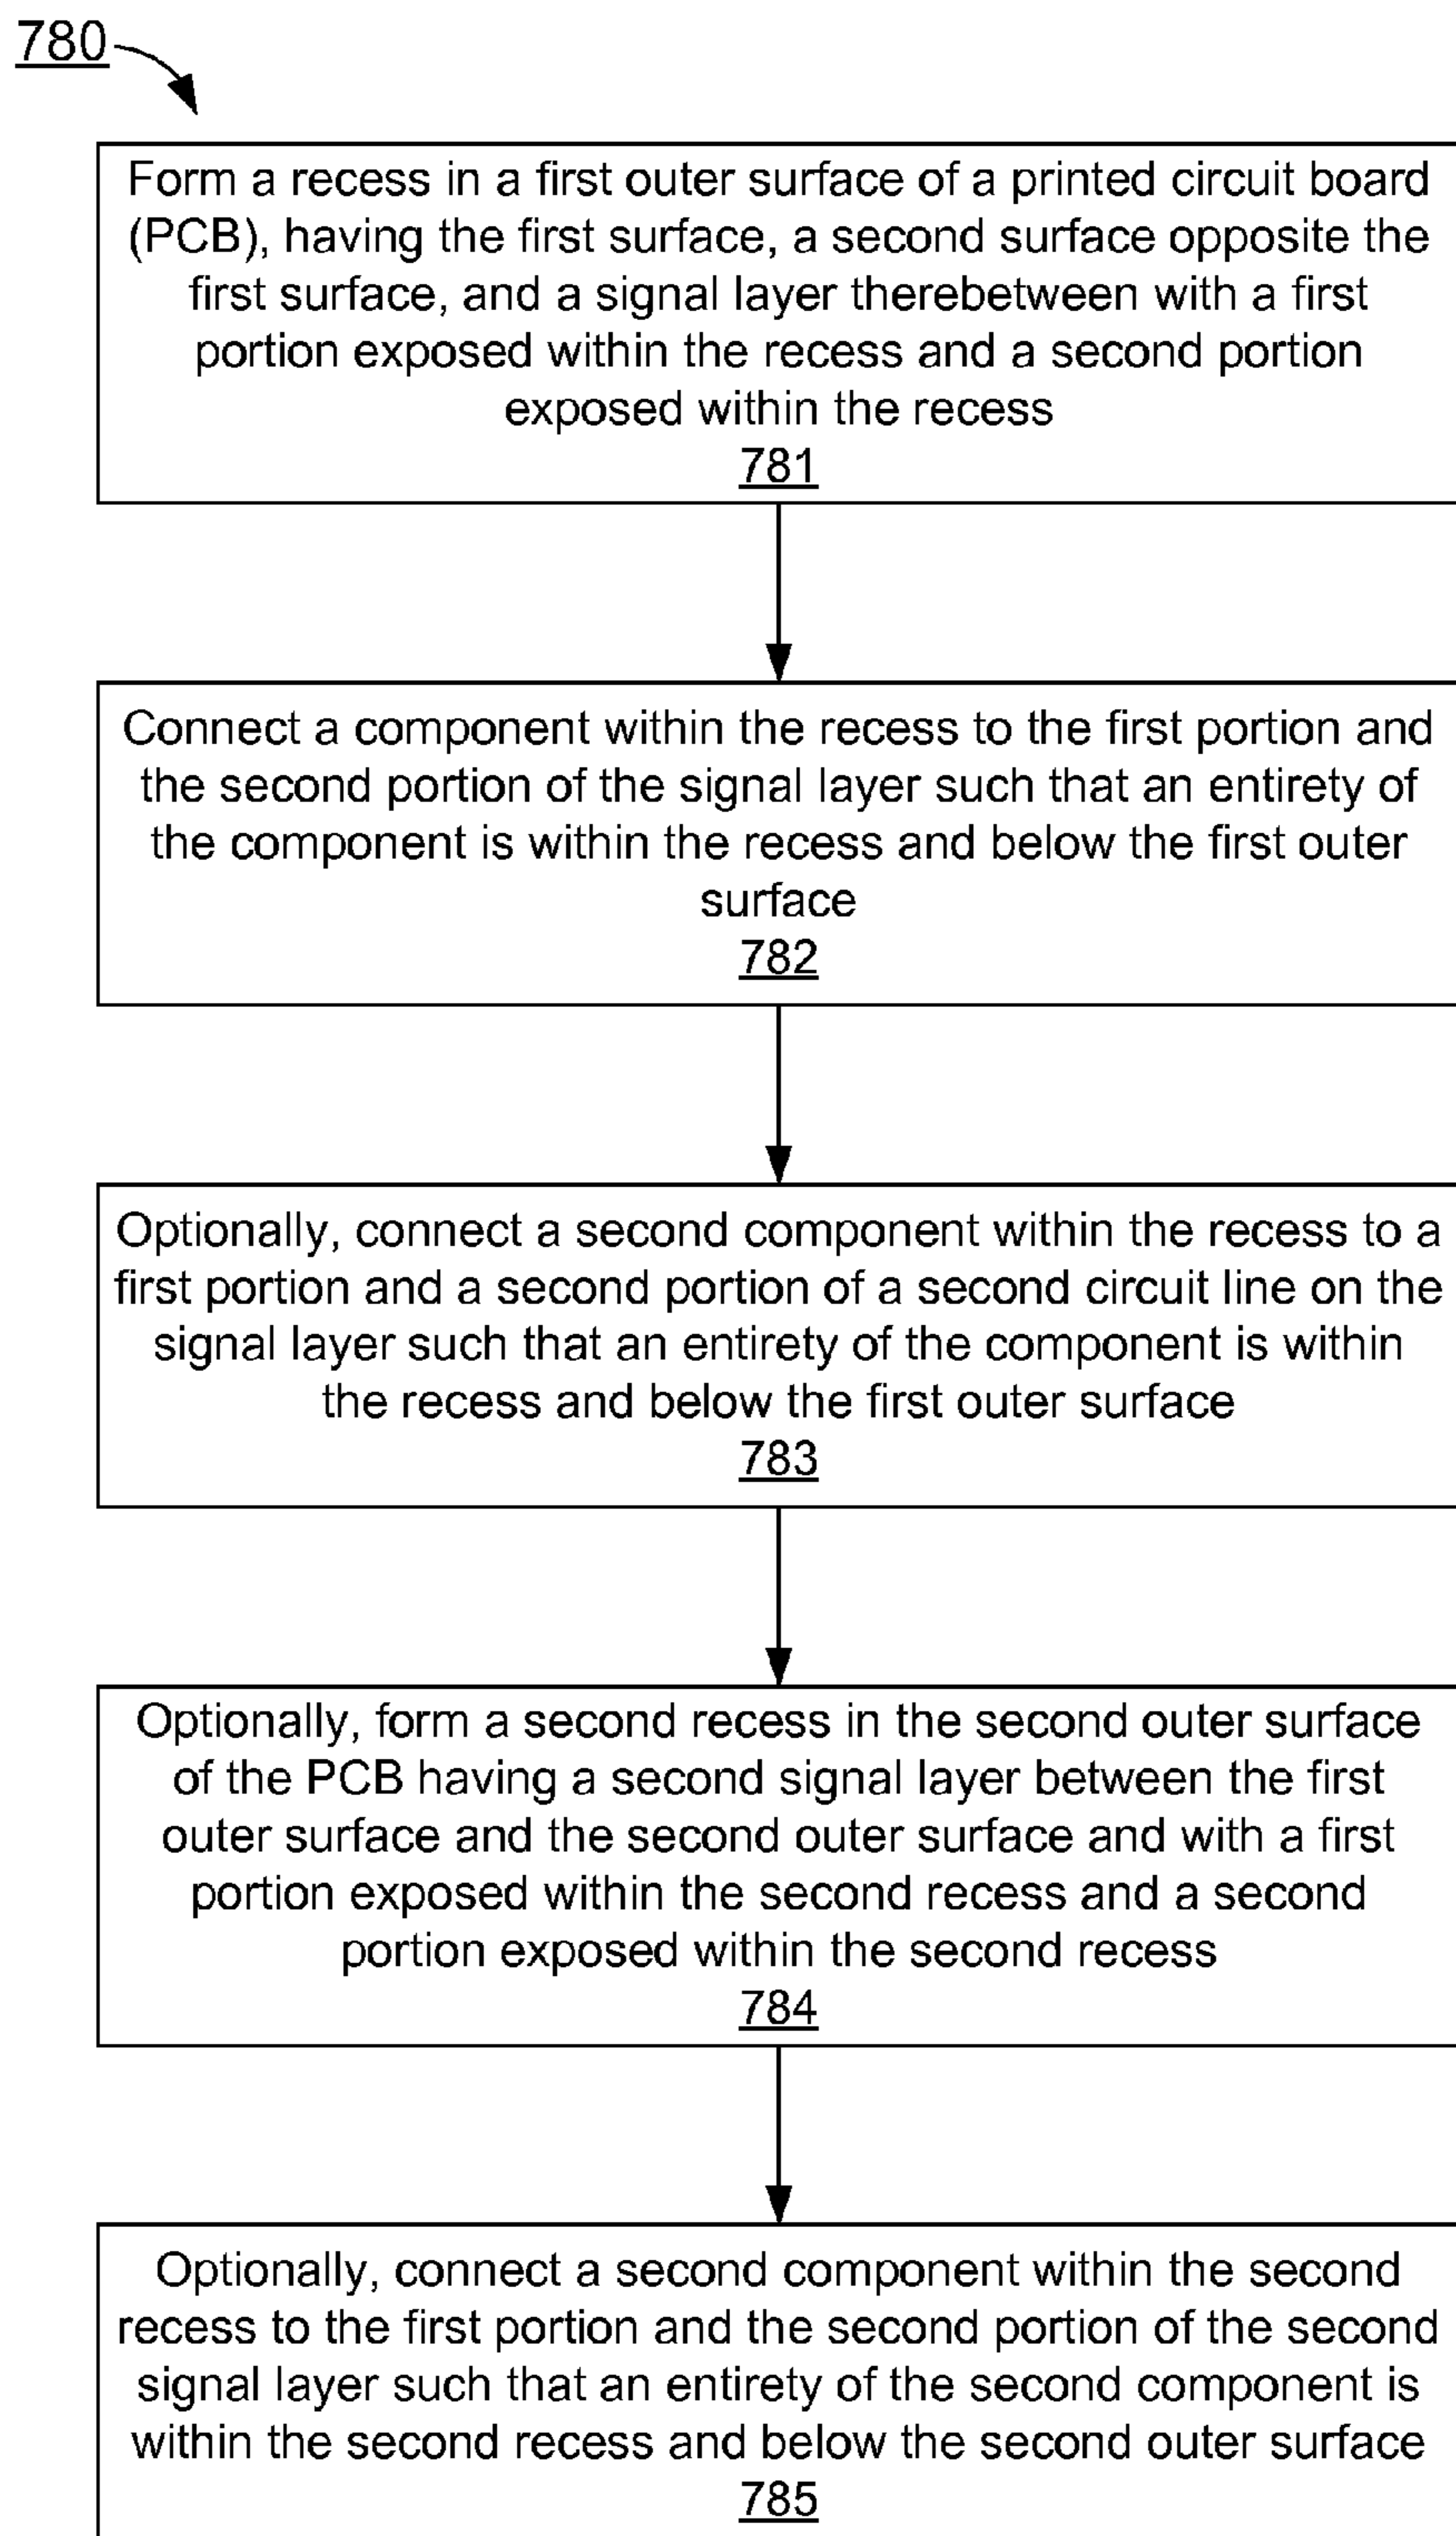 780
Form a recess in a first outer surface of a printed circuit board
(PCB), having the first surface, a second surface opposite the
first surface, and a signal layer therebetween with a first
portion exposed within the recess and a second portion
exposed within the recess
781
Connect a component within the recess to the first portion and
the second portion of the signal layer such that an entirety of
the component is within the recess and below the first outer
surface
782
Optionally, connect a second component within the recess to a
first portion and a second portion of a second circuit line on the
signal layer such that an entirety of the component is within
the recess and below the first outer surface
783
Optionally, form a second recess in the second outer surface
of the PCB having a second signal layer between the first
outer surface and the second outer surface and with a first
portion exposed within the second recess and a second
portion exposed within the second recess
784
Optionally, connect a second component within the second
recess to the first portion and the second portion of the second
signal layer such that an entirety of the second component is
within the second recess and below the second outer surface
785